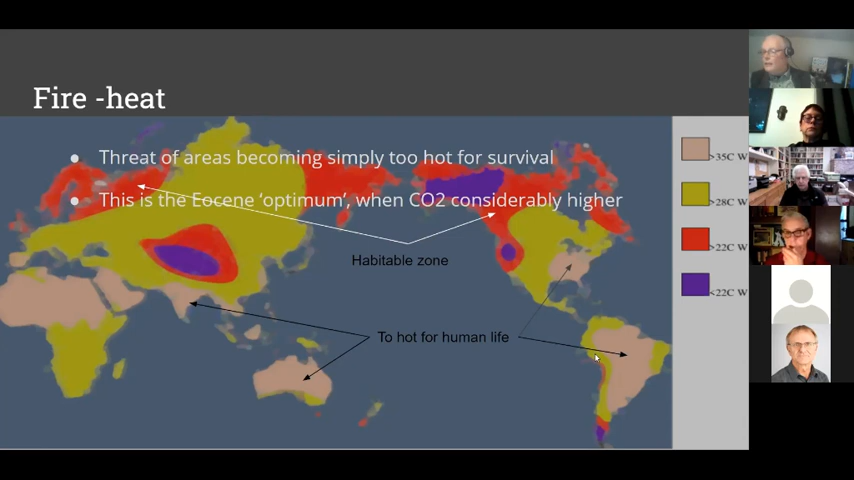 Fire -heat
● Threat of areas becoming simply too hot for survival
● This is the Eocene ‘optimum’, when CO2 considerably higher
Habitable zone
To hot for human life
>35C W
>28C W
>22C W
<22C W